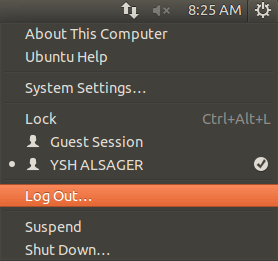 8:25 AM
About This Computer
Ubuntu Help
System Settings...
Lock Ctrl+Alt+L
Guest Session
YSH ALSAGER
Log Out...
Suspend
Shut Down...